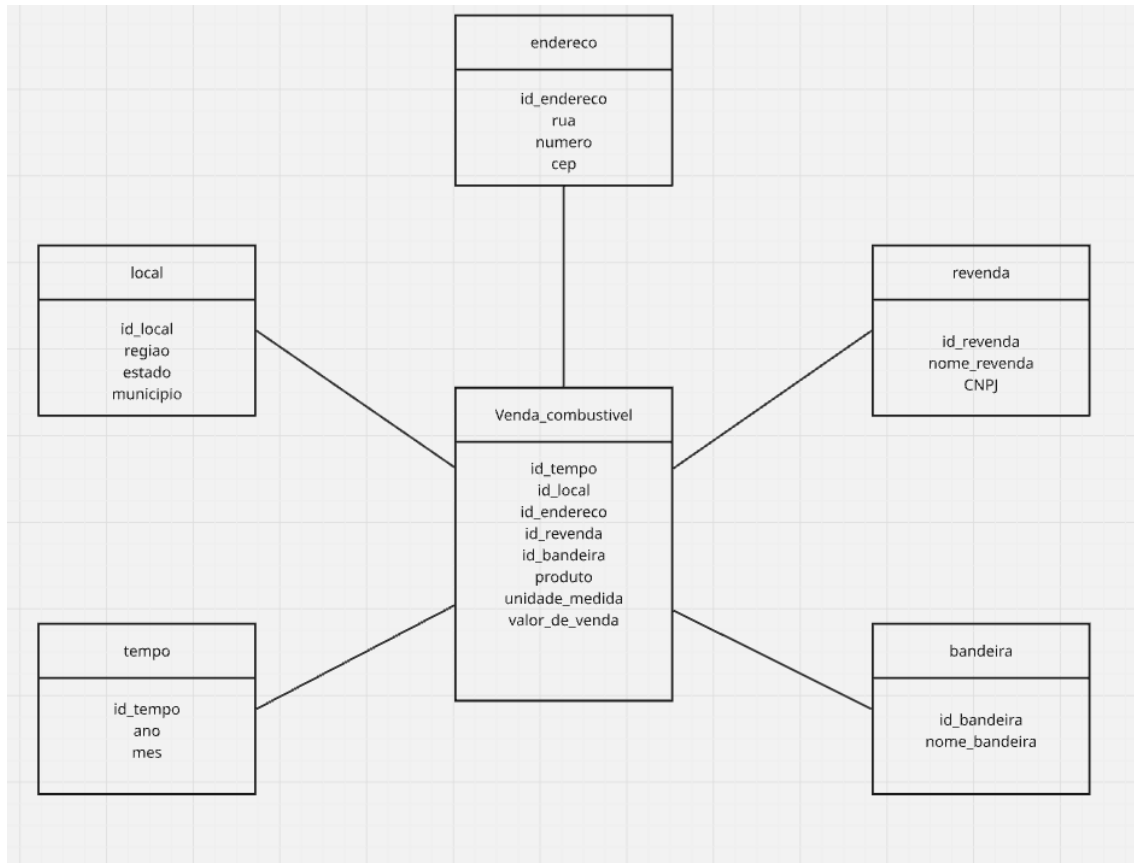 endereco
id_endereco
rua
numero
cep
local
id_local
regiao
estado
municipio
revenda
id_revenda
nome_revenda
CNPJ
Venda_combustivel
id_tempo
id_local
id_endereco
id_revenda
id_bandeira
produto
unidade_medida
valor_de_venda
tempo
id_tempo
ano
mes
bandeira
id_bandeira
nome_bandeira